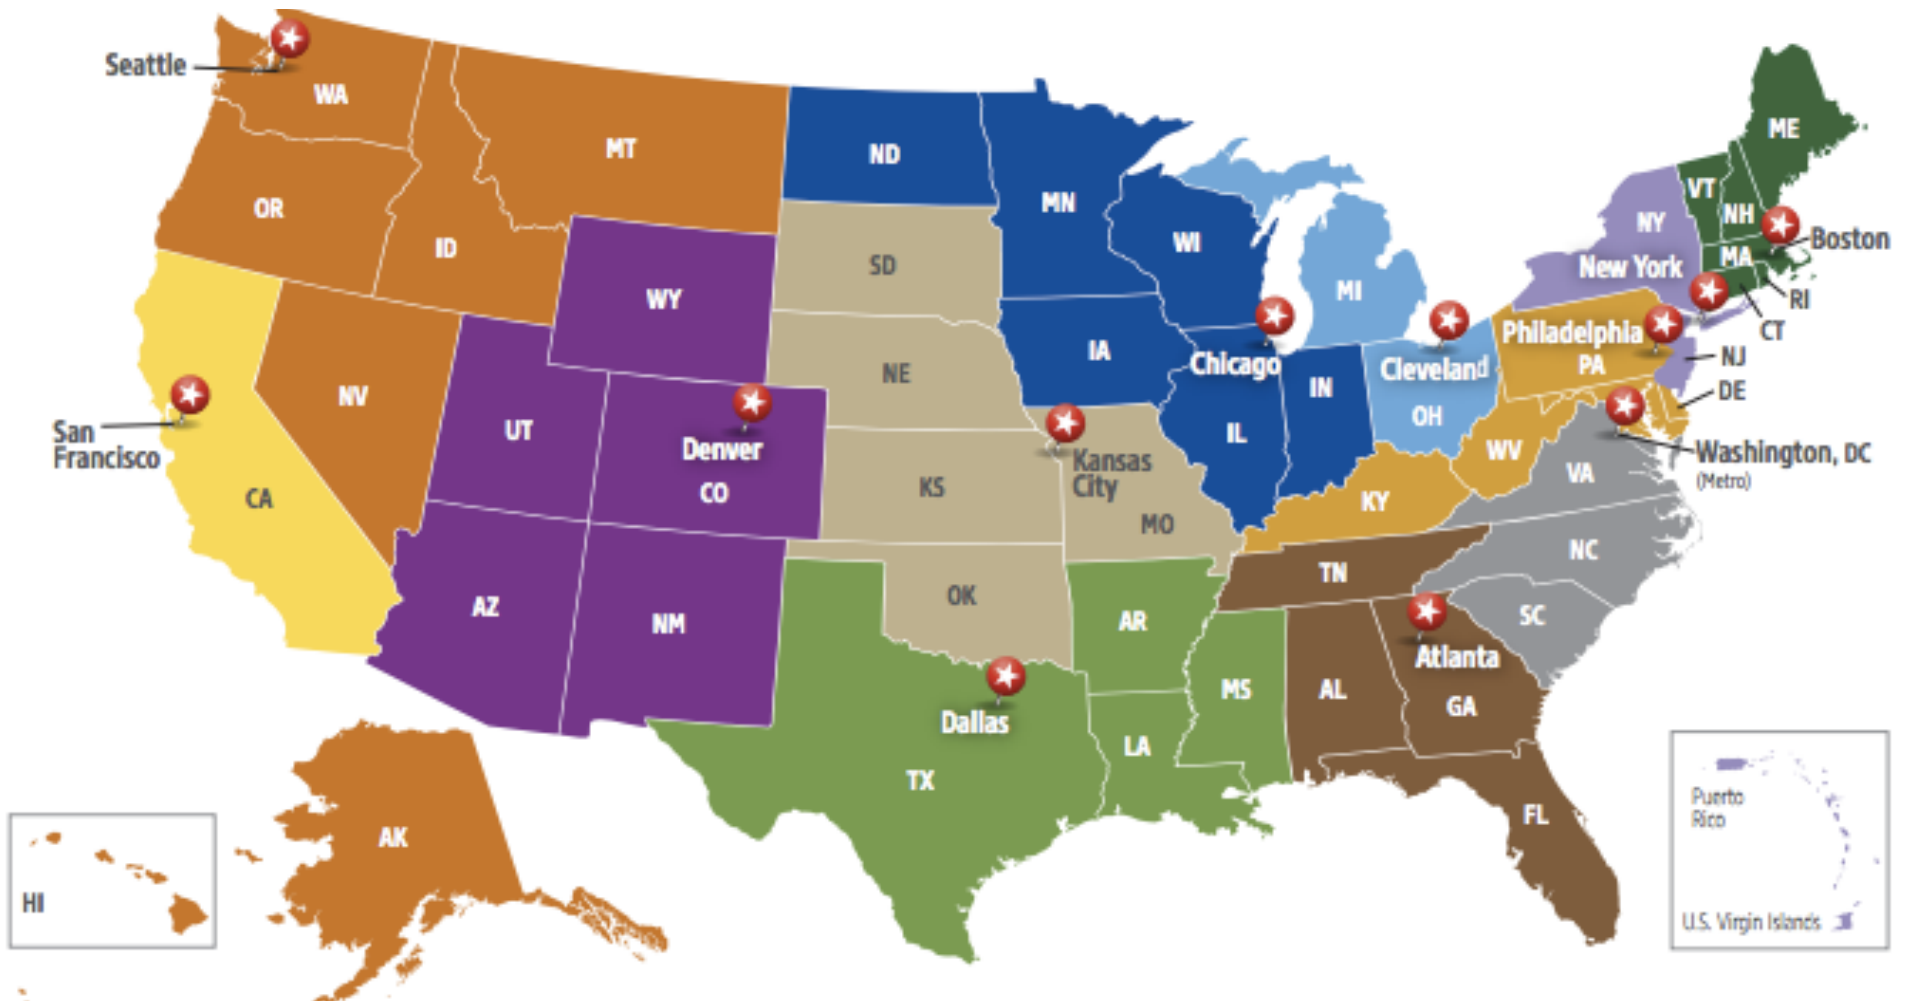 Seattle
WA
MT
ND
MN
ME
VT
NH
OR
ID
WI
NY
Boston
MA
SD
New York
MI
RI
WY
Philadelphia
CT
IA
Chicago
Cleveland
PA
NJ
NE
IN
DE
NV
OH
UT
Denver
IL
WV
Washington, DC
(Metro)
San
Francisco
Kansas
City
VA
CA
CO
KS
KY
MO
NC
TN
AZ
NM
OK
AR
SC
Atlanta
MS
AL
GA
Dallas
LA
TX
Puerto
Rico
FL
AK
HI
U.S. Virgin Islands